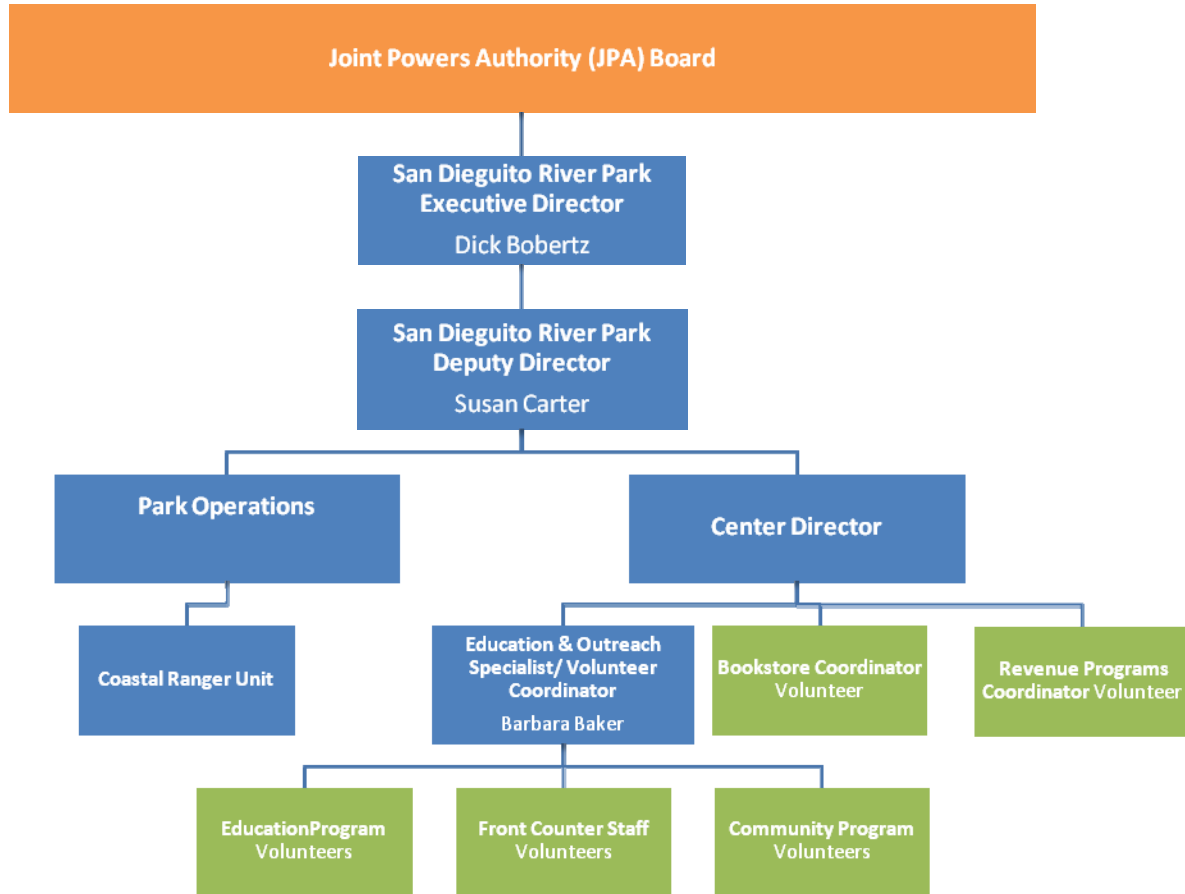 Joint Powers Authority (JPA) Board
San Dieguito River Park
Executive Director
Dick Bobertz
San Dieguito River Park
Deputy Director
Susan Carter
Park Operations
Center Director
Coastal Ranger Unit
Education & Outreach
Specialist/ Volunteer
Coordinator
Barbara Baker
Bookstore Coordinator
Volunteer
Revenue Programs
Coordinator Volunteer
EducationProgram
Volunteers
Front Counter Staff
Volunteers
Community Program
Volunteers